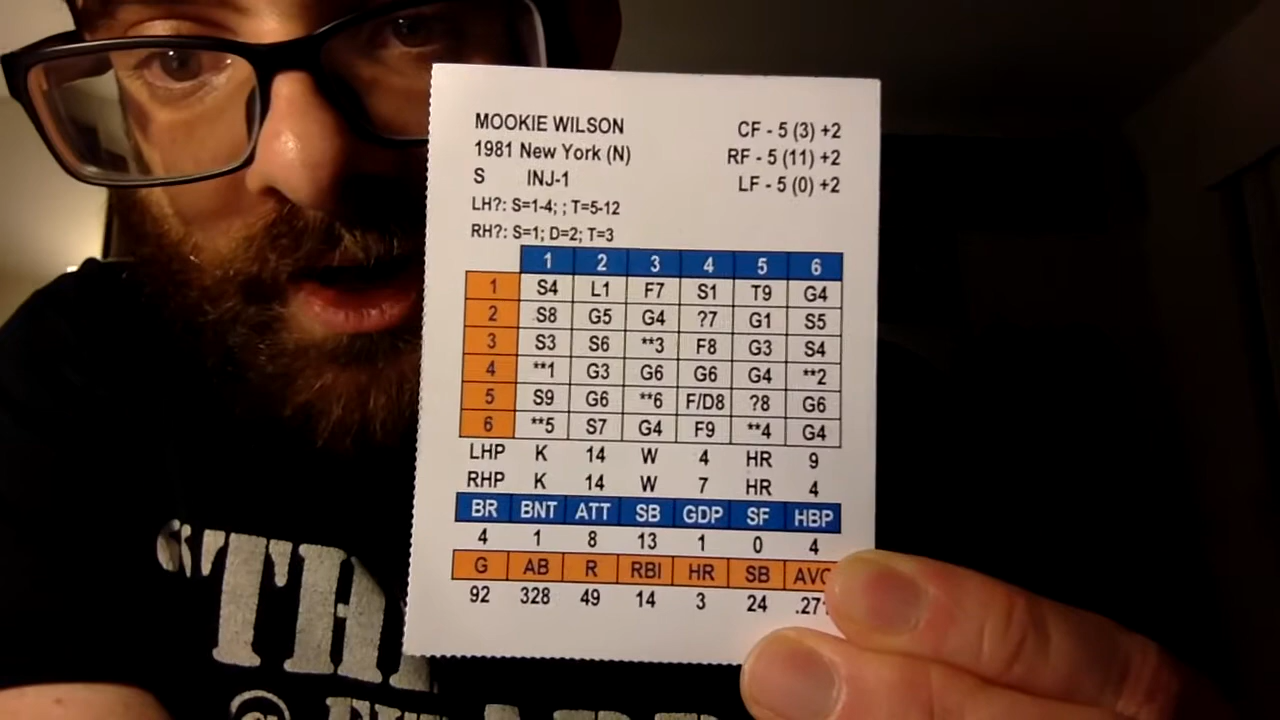 MOOKIE WILSON CF - 5 (3) +2
1981 New York (N) RF - 5 (11) +2
S INJ-1 LF - 5 (0) +2
LH?: S=1-4; ; T=5-12
RH?: S=1; D=2; T=3
1 2 3 4 5 6
1 S4 L1 F7 S1 T9 G4
2 S8 G5 G4 ?7 G1 S5
3 S3 S6 **3 F8 G3 S4
4 **1 G3 G6 G6 G4 **2
5 S9 G6 **6 F/D8 ?8 G6
6 **5 S7 G4 F9 **4 G4
LHP K 14 W 4 HR 9
RHP K 14 W 7 HR 4
BR BNT ATT SB GDP SF HBP
4 1 8 13 1 0 4
G AB R RBI HR SB AVG
92 328 49 14 3 24 .271